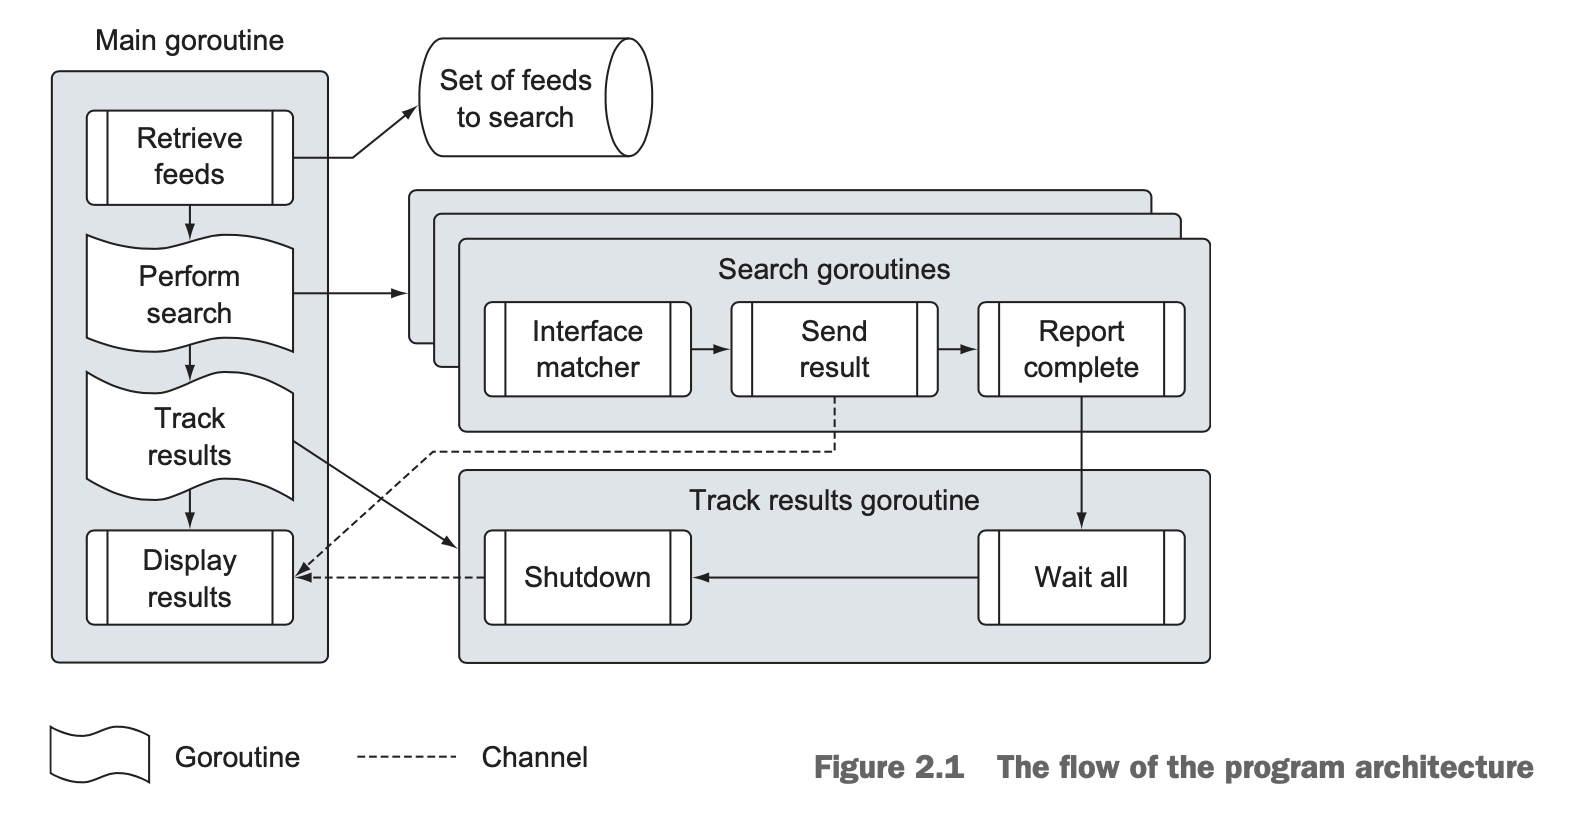 Main goroutine
Retrieve
feeds
Set of feeds
to search
Perform
search
Track
results
Display
results
Search goroutines
Interface
matcher
Send
result
Report
complete
Track results goroutine
Shutdown
Wait all
Goroutine
Channel
Figure 2.1 The flow of the program architecture